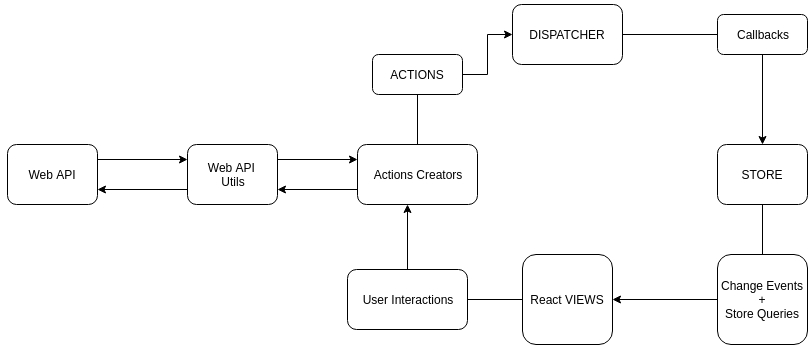 DISPATCHER
Callbacks
ACTIONS
Web API
Web API
Utils
Actions Creators
STORE
User Interactions
React VIEWS
Change Events
+
Store Queries